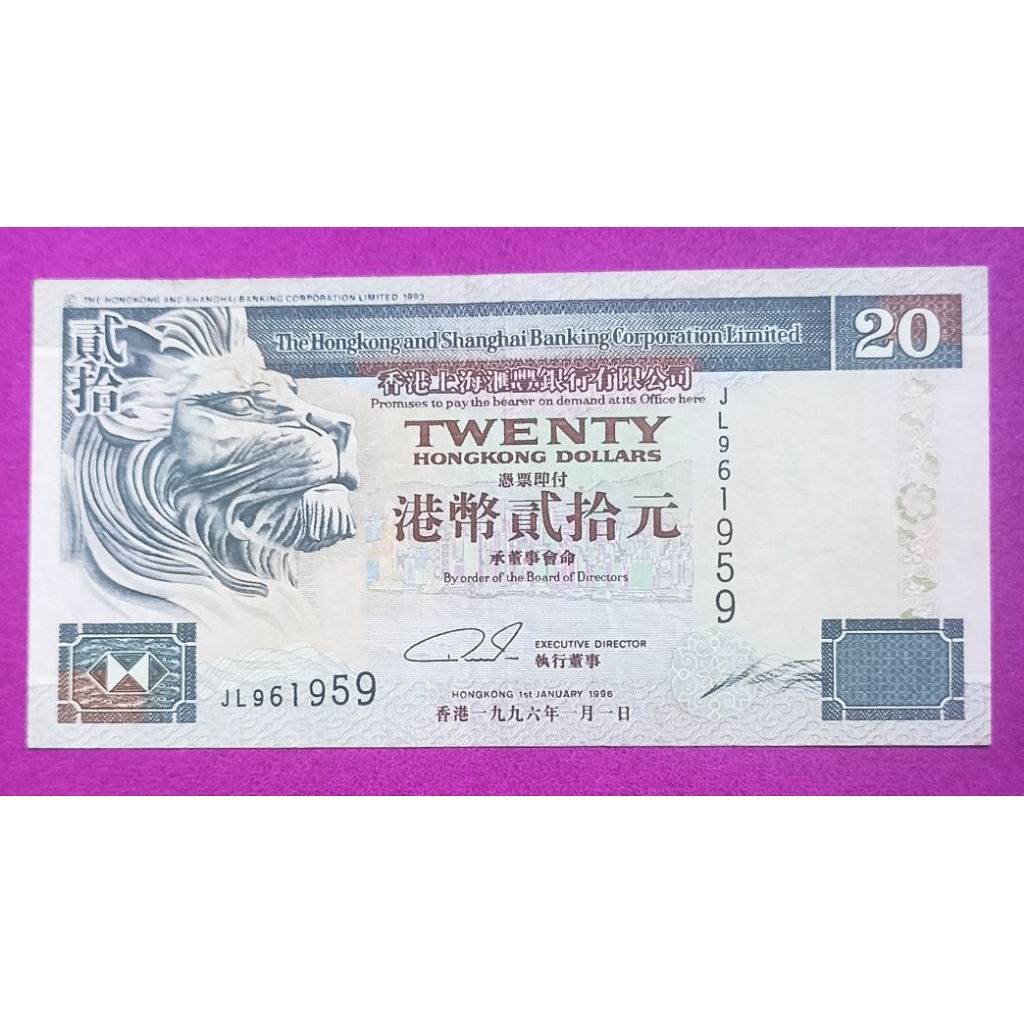 © THE HONGKONG AND SHANGHAI BANKING CORPORATION LIMITED 1993
貳拾
The Hongkong and Shanghai Banking Corporation Limited
20
香港上海滙豐銀行有限公司
Promises to pay the bearer on demand at its Office here
TWENTY
HONGKONG DOLLARS
憑票即付
港幣貳拾元
承董事會命
By order of the Board of Directors
JL961959
EXECUTIVE DIRECTOR
執行董事
JL961959
HONGKONG 1st JANUARY 1996
香港一九九六年一月一日